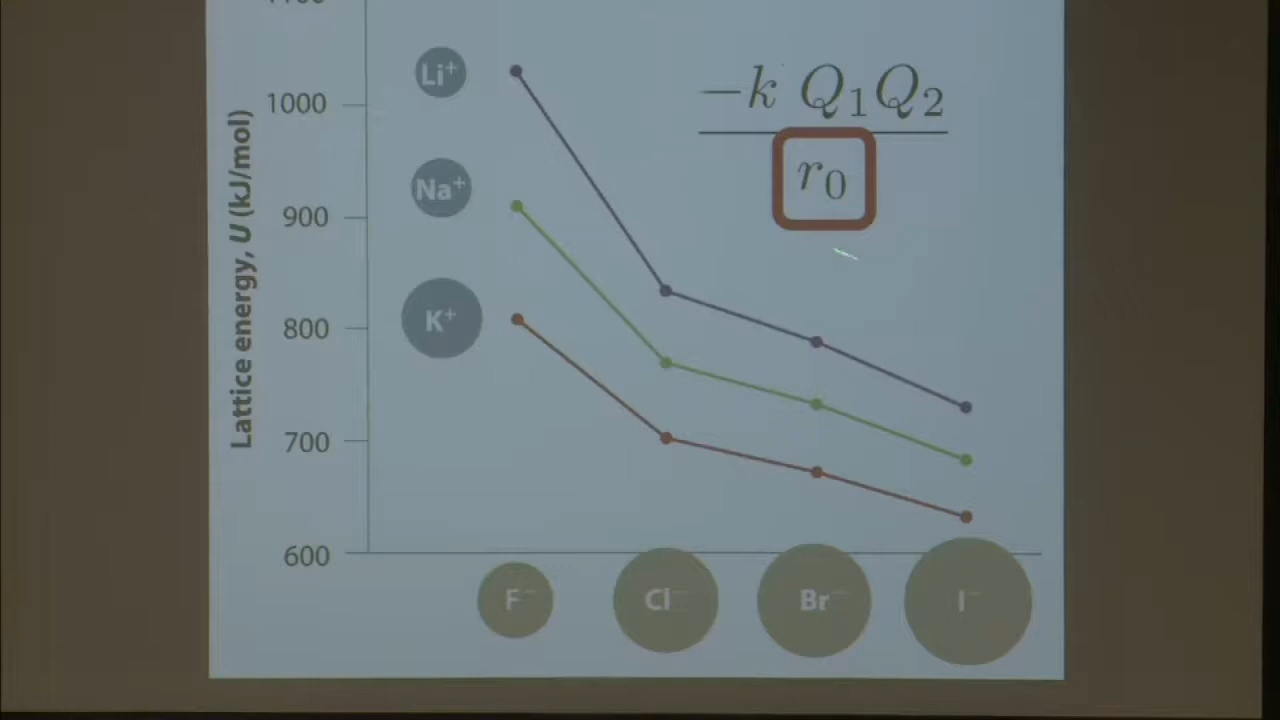 Li⁺
−k Q₁Q₂
1000
Na⁺
r₀
900
Lattice energy, U (kJ/mol)
K⁺
800
700
600
F⁻ Cl⁻ Br⁻ I⁻